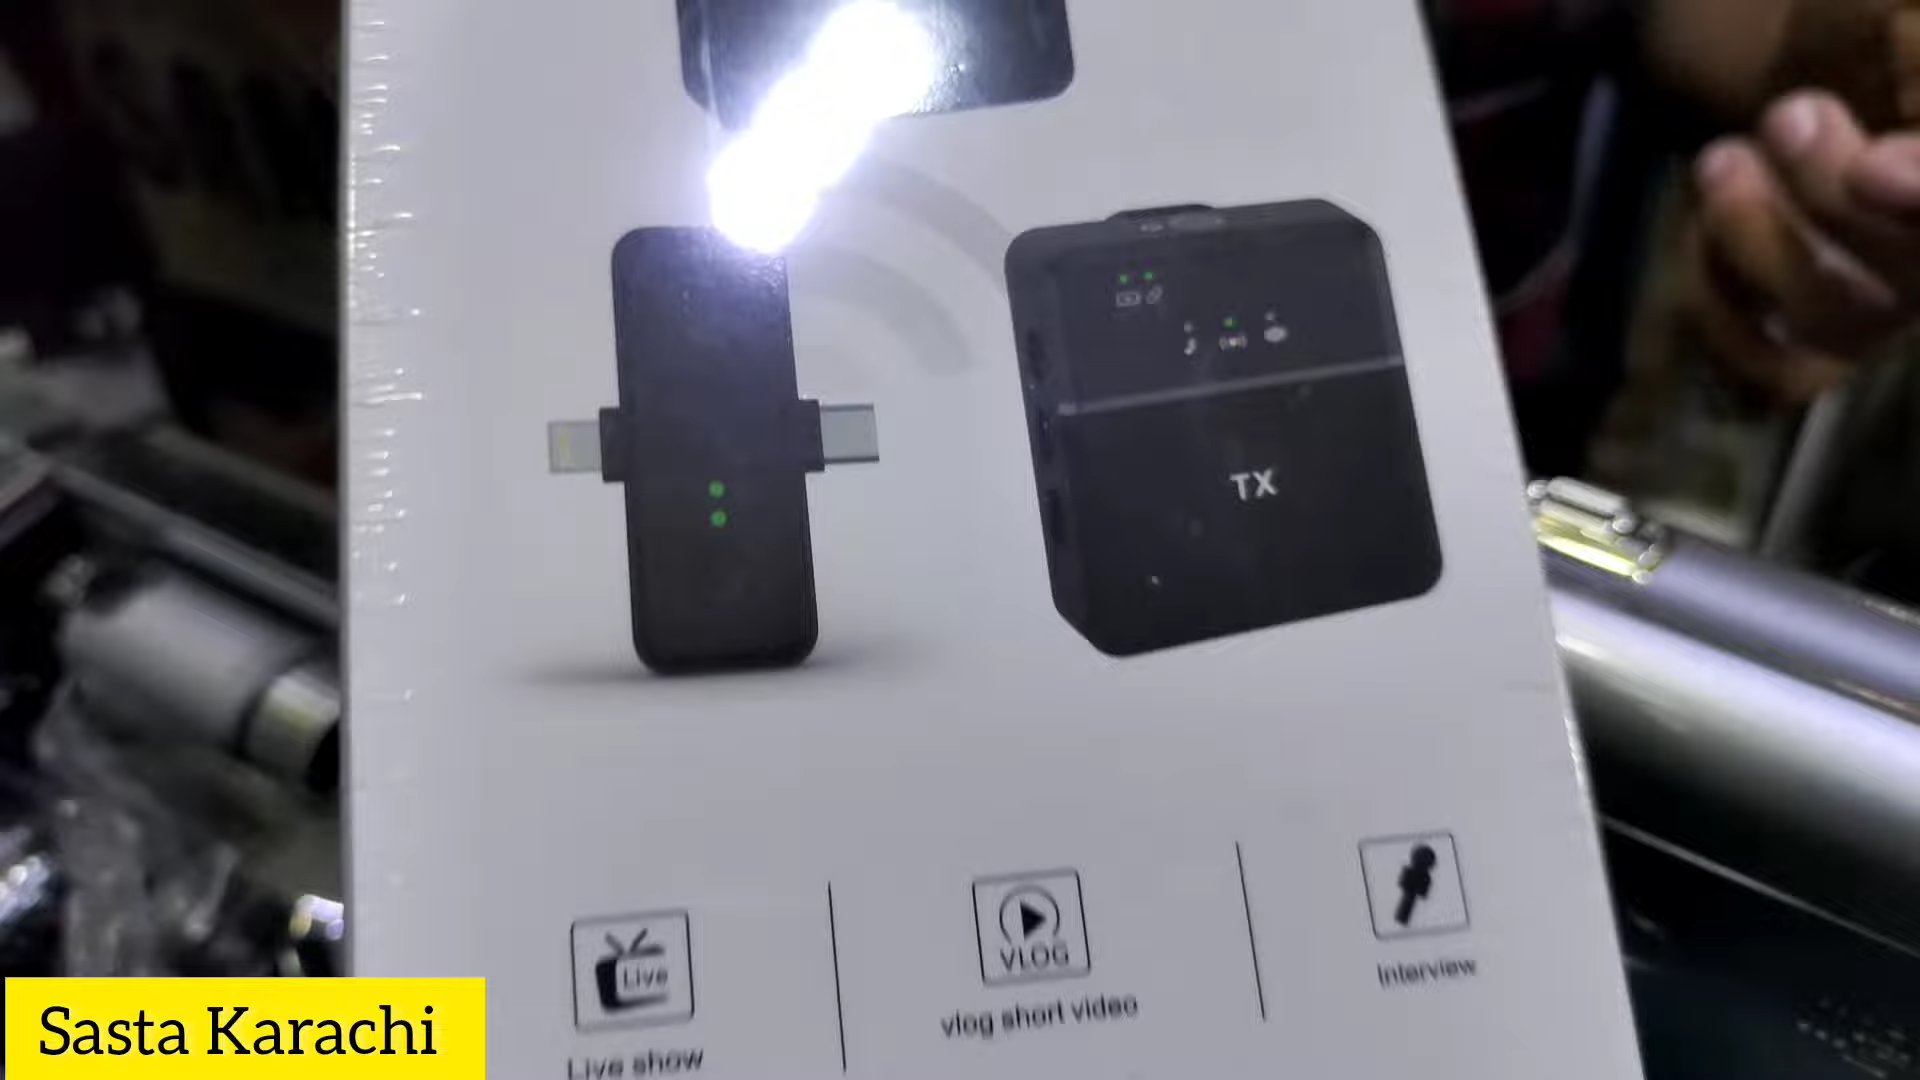 TX
Live
VLOG
Live show
vlog short video
Interview
Sasta Karachi